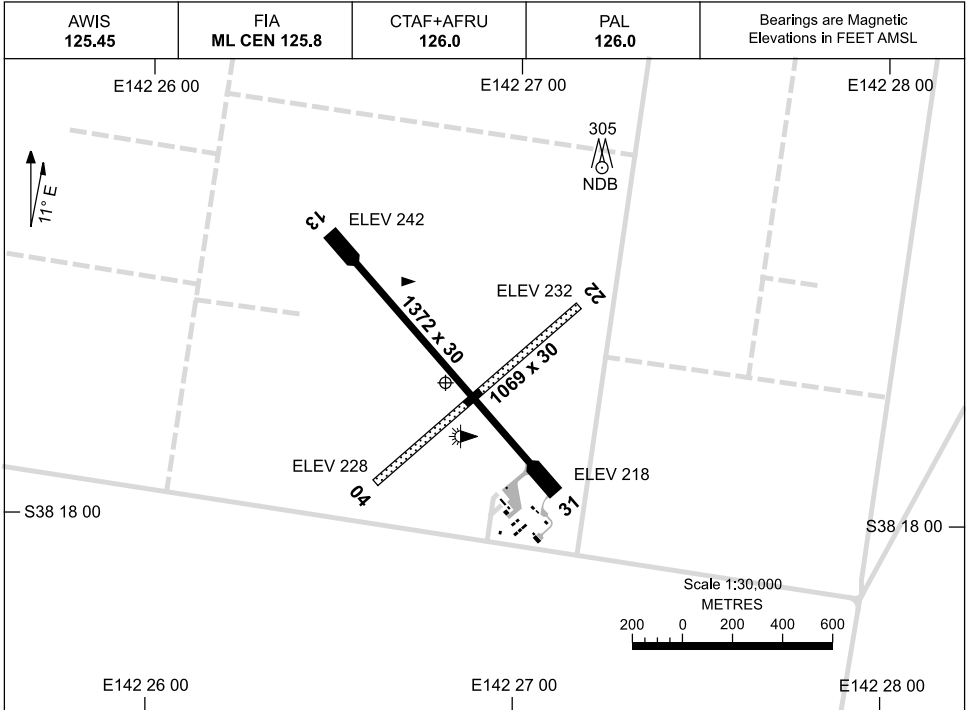 AWIS
125.45
FIA
ML CEN 125.8
CTAF+AFRU
126.0
PAL
126.0
Bearings are Magnetic
Elevations in FEET AMSL
E142 26 00
E142 27 00
E142 28 00
305
NDB
11° E
13
ELEV 242
ELEV 232
22
1372 x 30
1069 x 30
ELEV 228
04
ELEV 218
31
S38 18 00
S38 18 00
Scale 1:30,000
METRES
200 0 200 400 600
E142 26 00
E142 27 00
E142 28 00